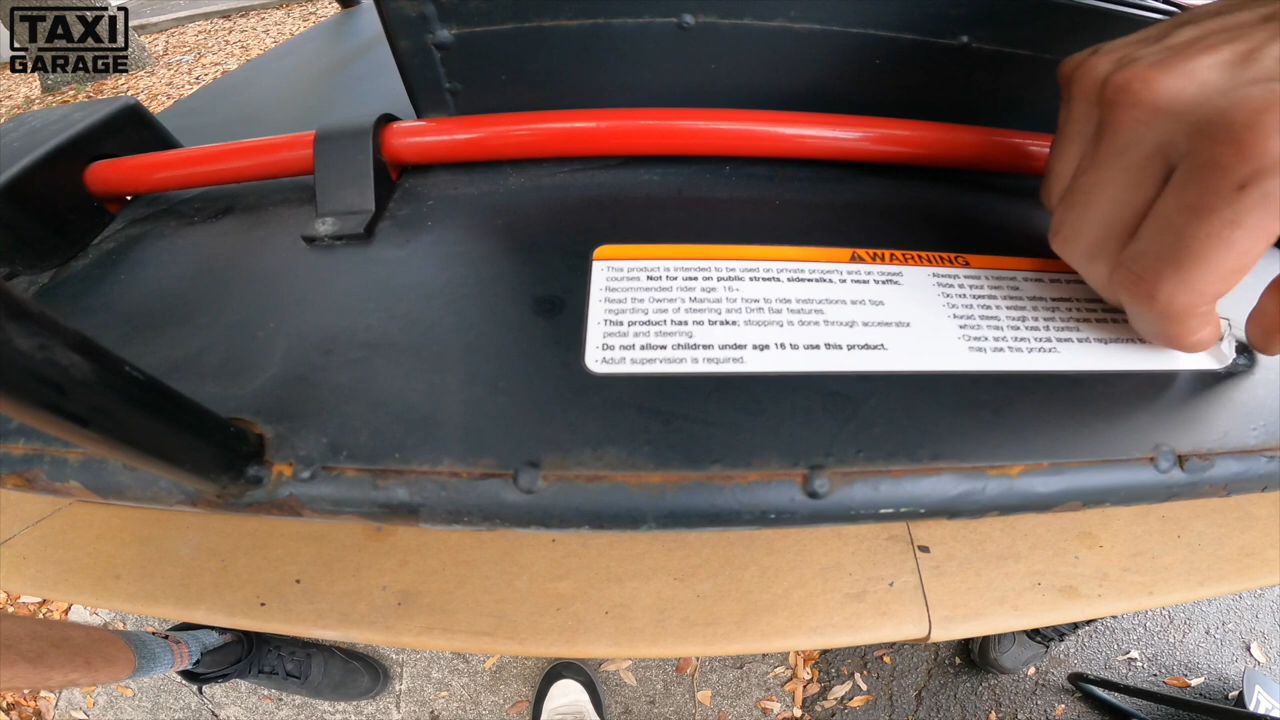 TAXI
GARAGE
WARNING
• This product is intended to be used on private property and on closed
courses. Not for use on public streets, sidewalks, or near traffic.
• Recommended rider age: 16+.
• Read the Owner's Manual for how to ride instructions and tips
regarding use of steering and Drift Bar features.
• This product has no brake; stopping is done through accelerator
pedal and steering.
• Do not allow children under age 16 to use this product.
• Adult supervision is required.
• Always wear a helmet, shoes, and
• Ride at your own risk.
• Do not operate unless safely seated in
• Do not ride in water, at night, or in low
• Avoid steep, rough or wet surfaces and
which may risk loss of control.
• Check and obey local laws and regulations
may use this product.